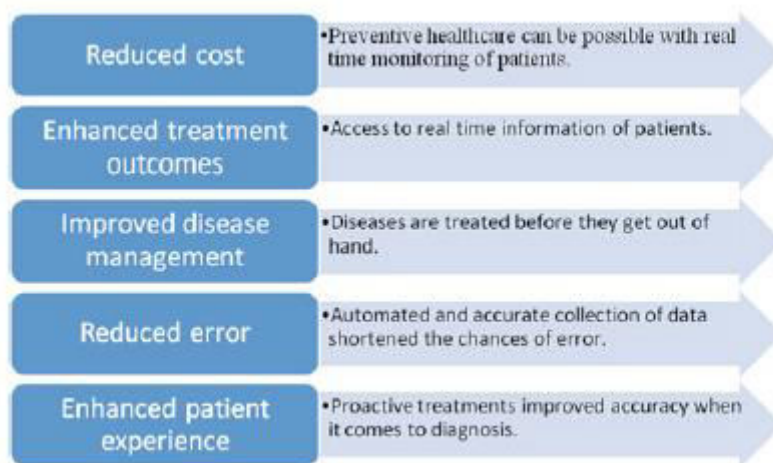 Reduced cost
•Preventive healthcare can be possible with real
time monitoring of patients.
Enhanced treatment
outcomes
•Access to real time information of patients.
Improved disease
management
•Diseases are treated before they get out of
hand.
Reduced error
•Automated and accurate collection of data
shortened the chances of error.
Enhanced patient
experience
•Proactive treatments improved accuracy when
it comes to diagnosis.